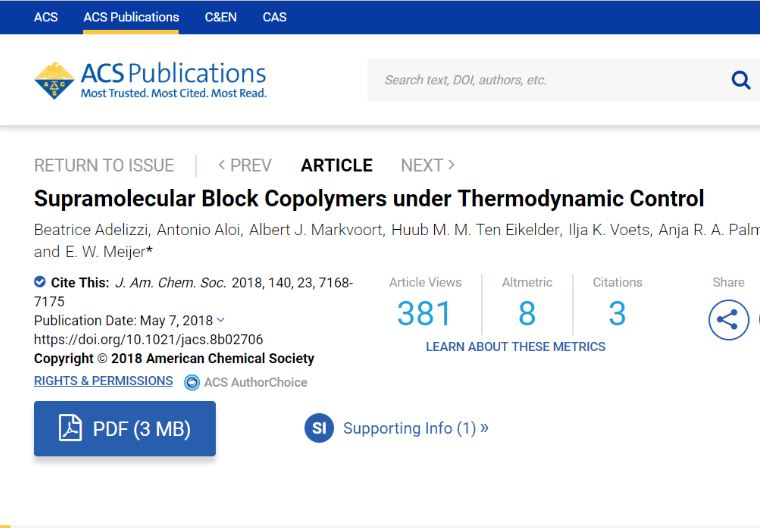 ACS ACS Publications C&EN CAS
ACS Publications
Most Trusted. Most Cited. Most Read.
Search text, DOI, authors, etc.
RETURN TO ISSUE < PREV ARTICLE NEXT >
Supramolecular Block Copolymers under Thermodynamic Control
Beatrice Adelizzi, Antonio Aloi, Albert J. Markvoort, Huub M. M. Ten Eikelder, Ilja K. Voets, Anja R. A. Palm
and E. W. Meijer*
Cite This: J. Am. Chem. Soc. 2018, 140, 23, 7168-
7175
Publication Date: May 7, 2018
https://doi.org/10.1021/jacs.8b02706
Copyright © 2018 American Chemical Society
RIGHTS & PERMISSIONS ACS AuthorChoice
Article Views Altmetric Citations
381 8 3
LEARN ABOUT THESE METRICS
Share
PDF (3 MB)
SI Supporting Info (1) »